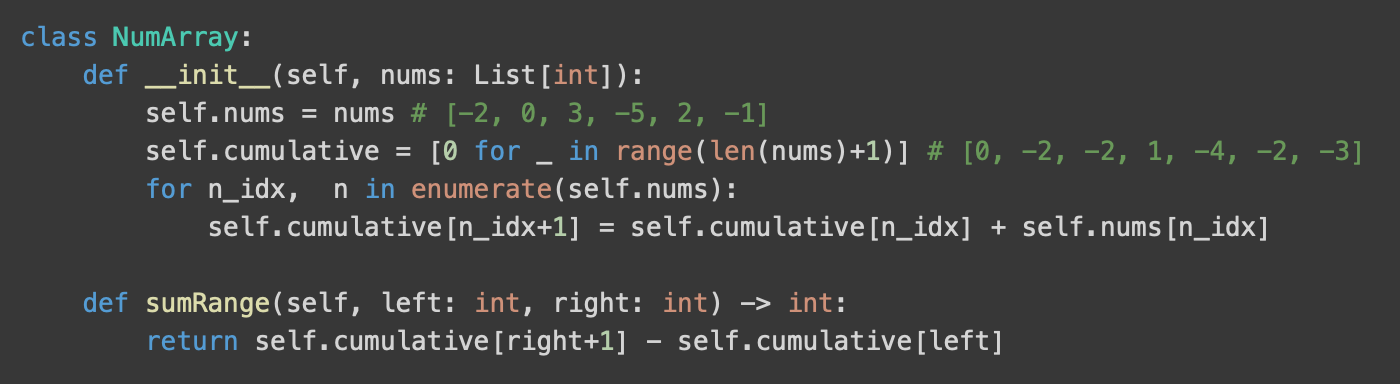 class NumArray:
    def __init__(self, nums: List[int]):
        self.nums = nums # [-2, 0, 3, -5, 2, -1]
        self.cumulative = [0 for _ in range(len(nums)+1)] # [0, -2, -2, 1, -4, -2, -3]
        for n_idx,  n in enumerate(self.nums):
            self.cumulative[n_idx+1] = self.cumulative[n_idx] + self.nums[n_idx]

    def sumRange(self, left: int, right: int) -> int:
        return self.cumulative[right+1] - self.cumulative[left]